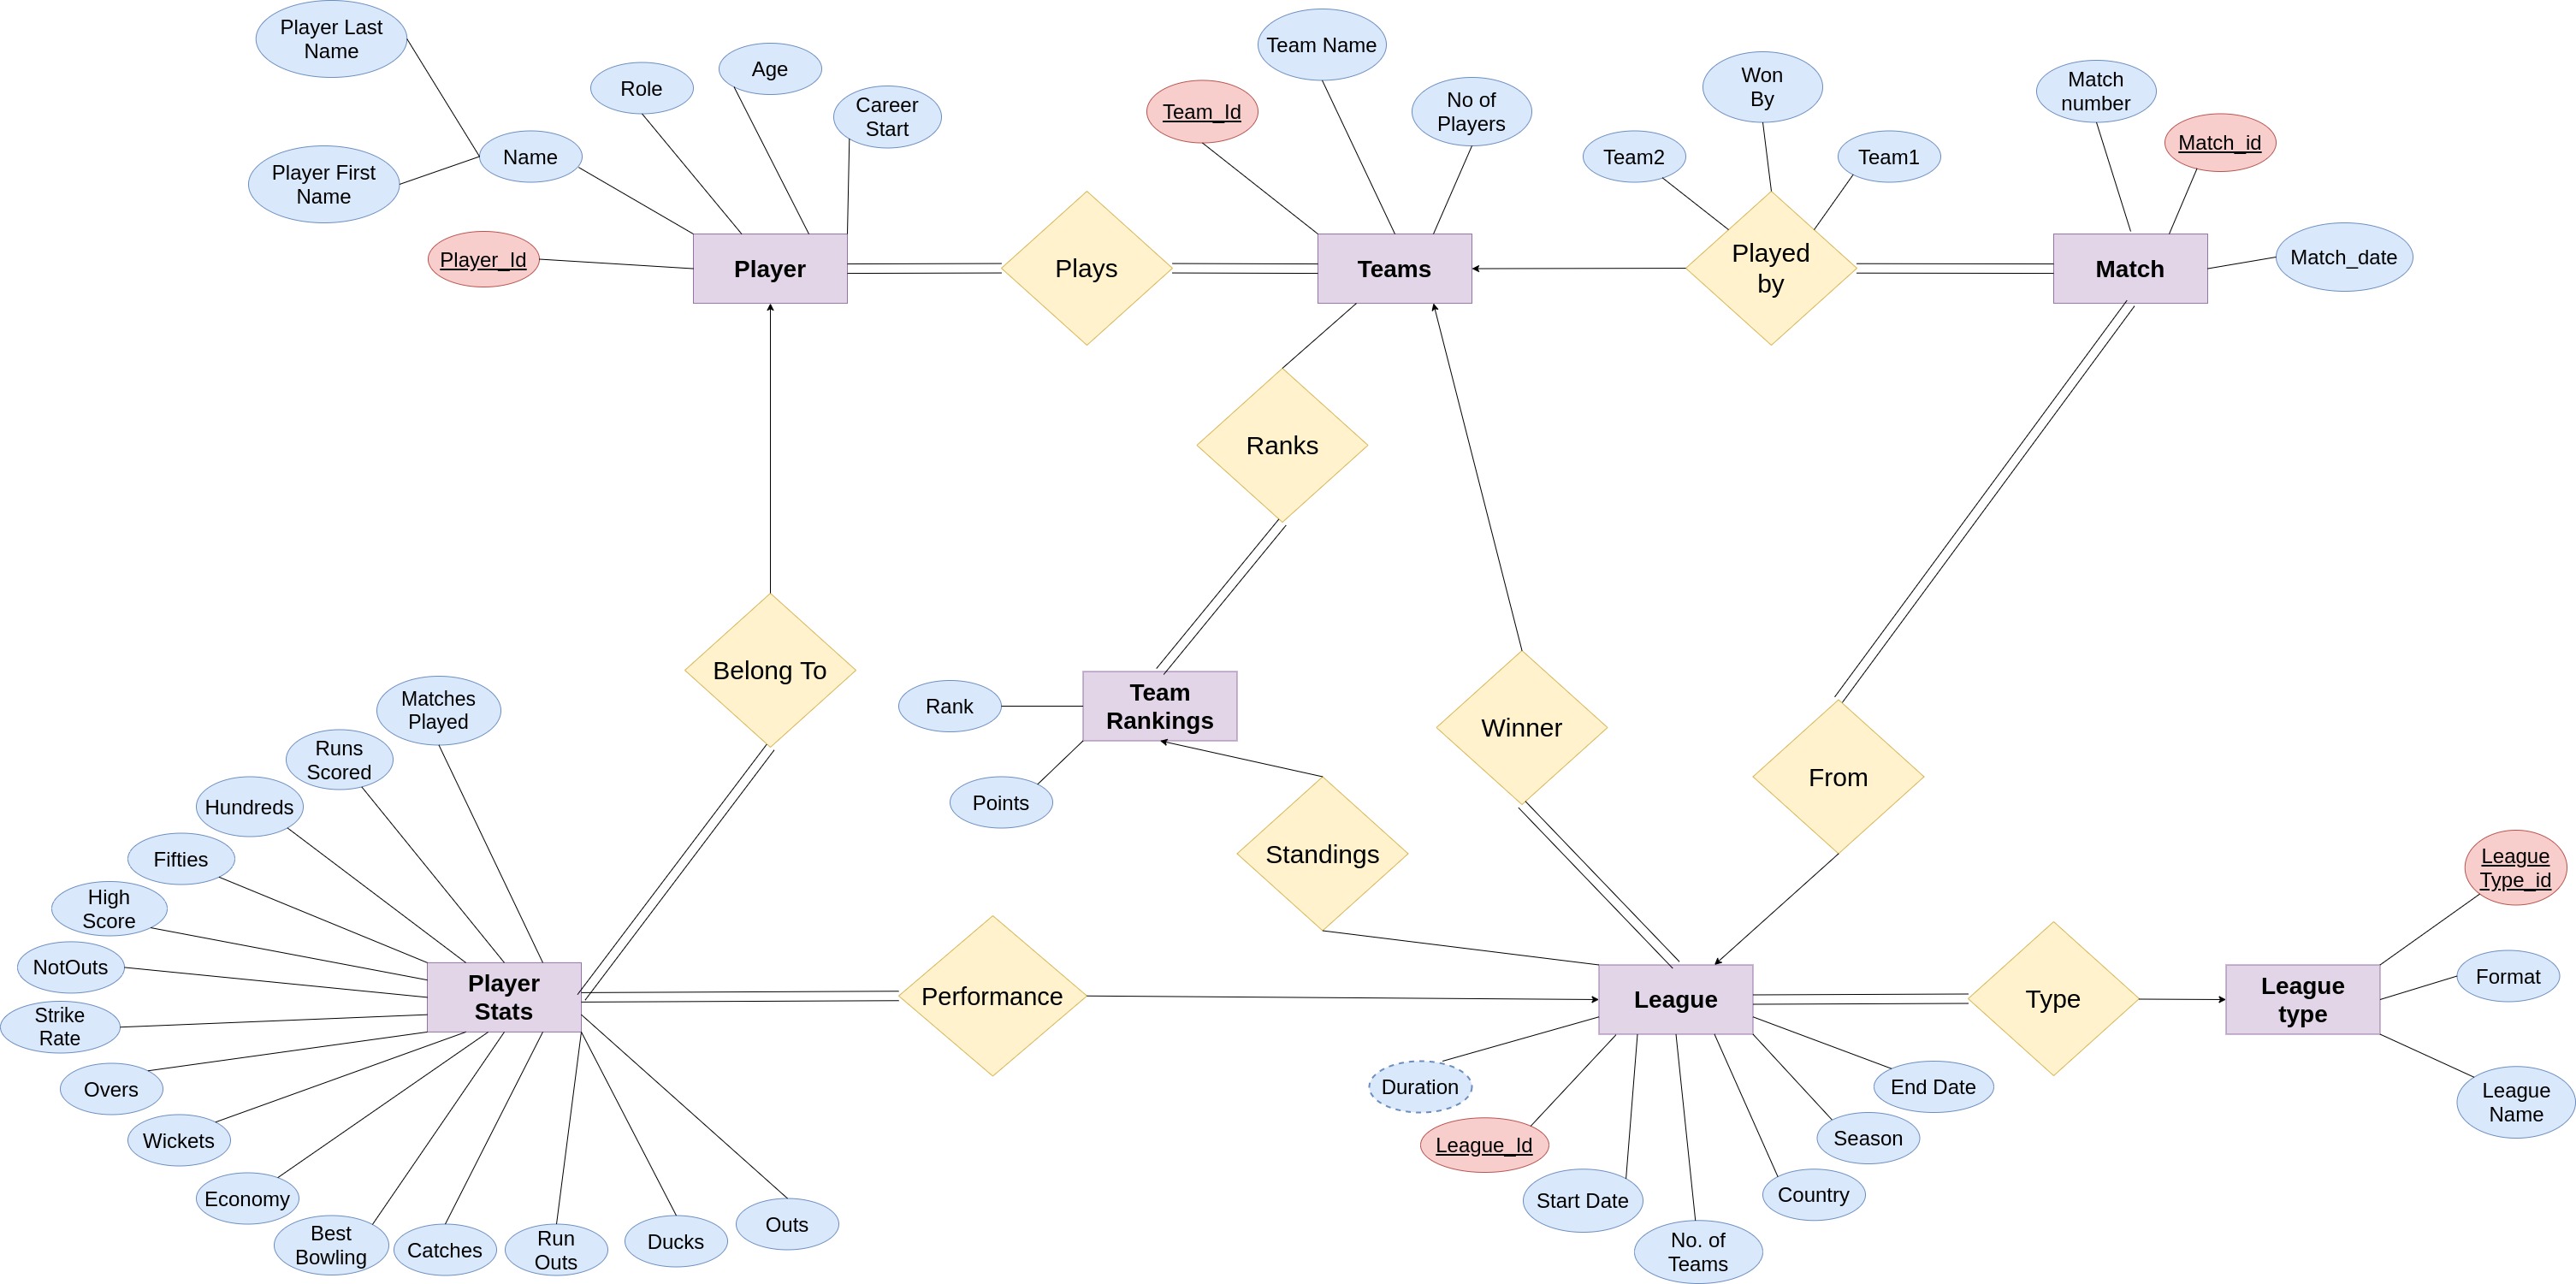 Player Last
Name
Player First
Name
Name
Role
Age
Career
Start
Player_Id
Player
Plays
Team_Id
Team Name
No of
Players
Teams
Team2
Won
By
Team1
Played
by
Match
number
Match_id
Match_date
Match
Ranks
Belong To
Team
Rankings
Rank
Points
Winner
From
Standings
Matches
Played
Runs
Scored
Hundreds
Fifties
High
Score
NotOuts
Strike
Rate
Overs
Wickets
Economy
Best
Bowling
Catches
Run
Outs
Ducks
Outs
Player
Stats
Performance
League
Duration
League_Id
Start Date
No. of
Teams
Country
Season
End Date
Type
League
type
League
Type_id
Format
League
Name